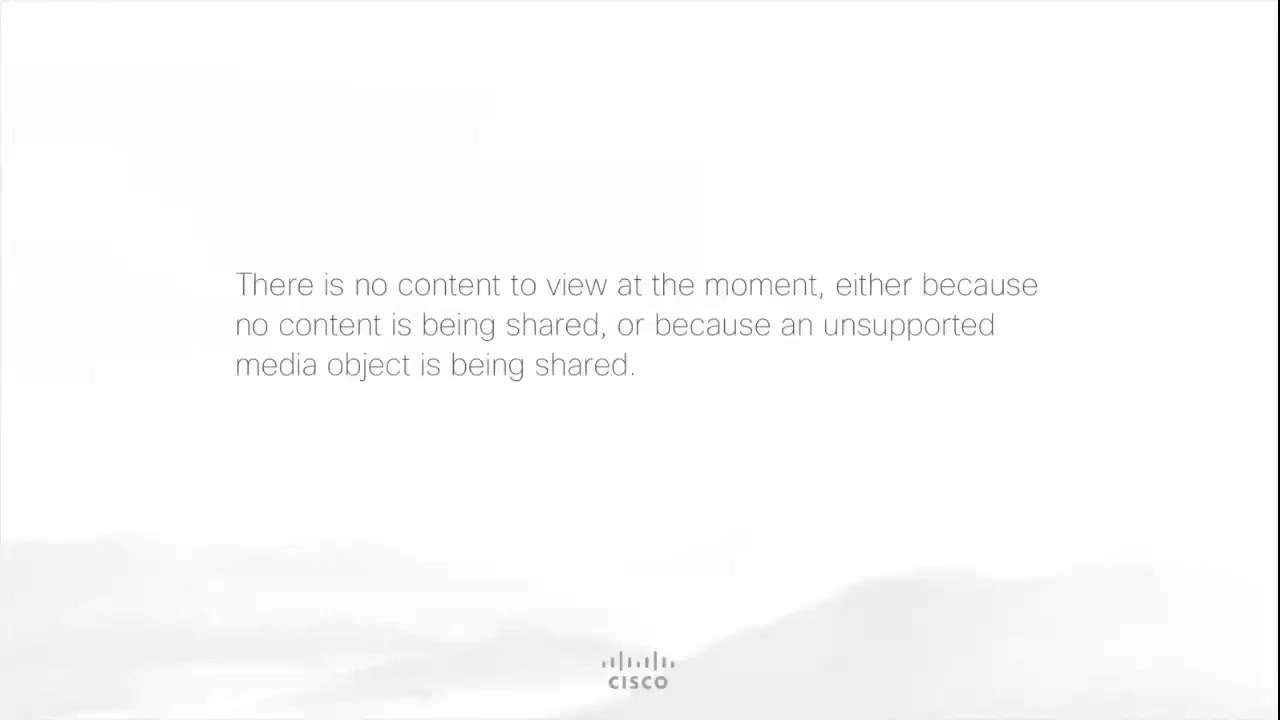 There is no content to view at the moment, either because
no content is being shared, or because an unsupported
media object is being shared.
CISCO